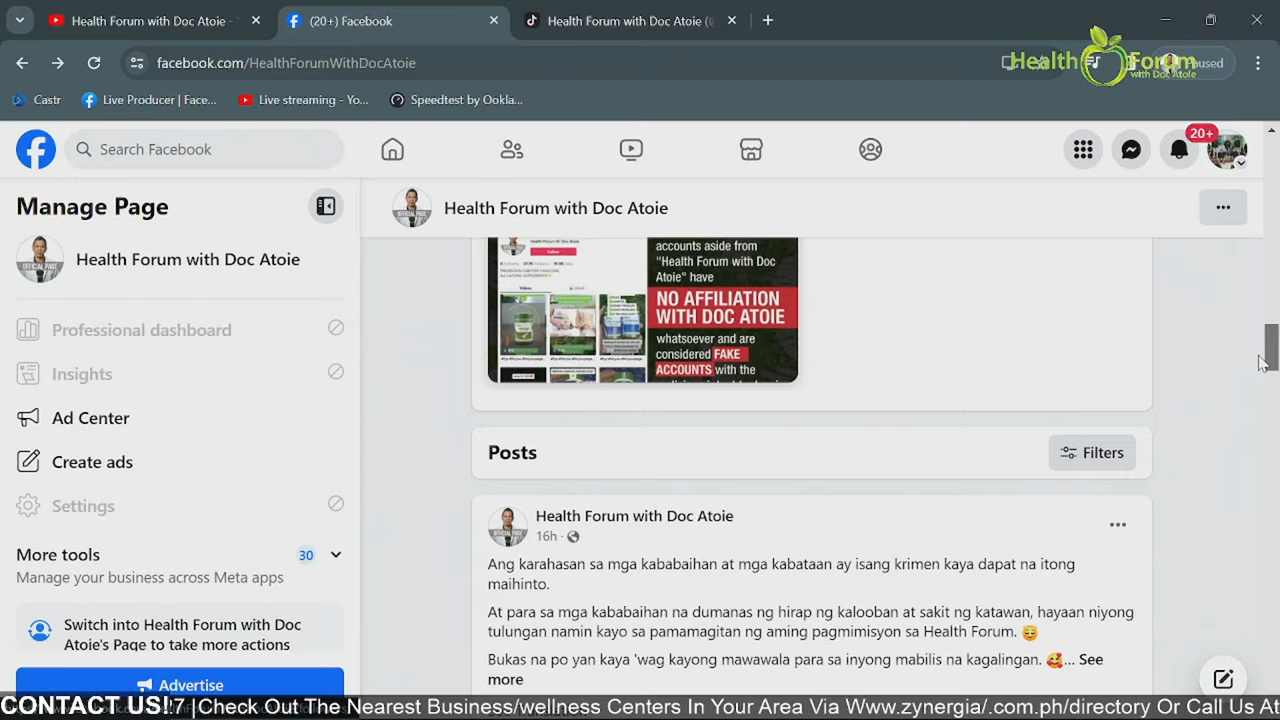 Health Forum with Doc Atoie -
(20+) Facebook
Health Forum with Doc Atoie (
facebook.com/HealthForumWithDocAtoie
Paused
Health Forum
with Doc Atoie
Castr
Live Producer | Face...
Live streaming - Yo...
Speedtest by Ookla...
Search Facebook
20+
Manage Page
Health Forum with Doc Atoie
Health Forum with Doc Atoie
Professional dashboard
Insights
Ad Center
Create ads
Settings
More tools
30
Manage your business across Meta apps
Switch into Health Forum with Doc
Atoie's Page to take more actions
Advertise
accounts aside from
"Health Forum with Doc
Atoie" have
NO AFFILIATION
WITH DOC ATOIE
whatsoever and are
considered FAKE
ACCOUNTS with the
Posts
Filters
Health Forum with Doc Atoie
16h
Ang karahasan sa mga kababaihan at mga kabataan ay isang krimen kaya dapat na itong
maihinto.
At para sa mga kababaihan na dumanas ng hirap ng kalooban at sakit ng katawan, hayaan niyong
tulungan namin kayo sa pamamagitan ng aming pagmimisyon sa Health Forum. 😌
Bukas na po yan kaya 'wag kayong mawawala para sa inyong mabilis na kagalingan. 🥰... See
more
CONTACT US!7 |Check Out The Nearest Business/wellness Centers In Your Area Via Www.zynergia/.com.ph/directory Or Call Us At